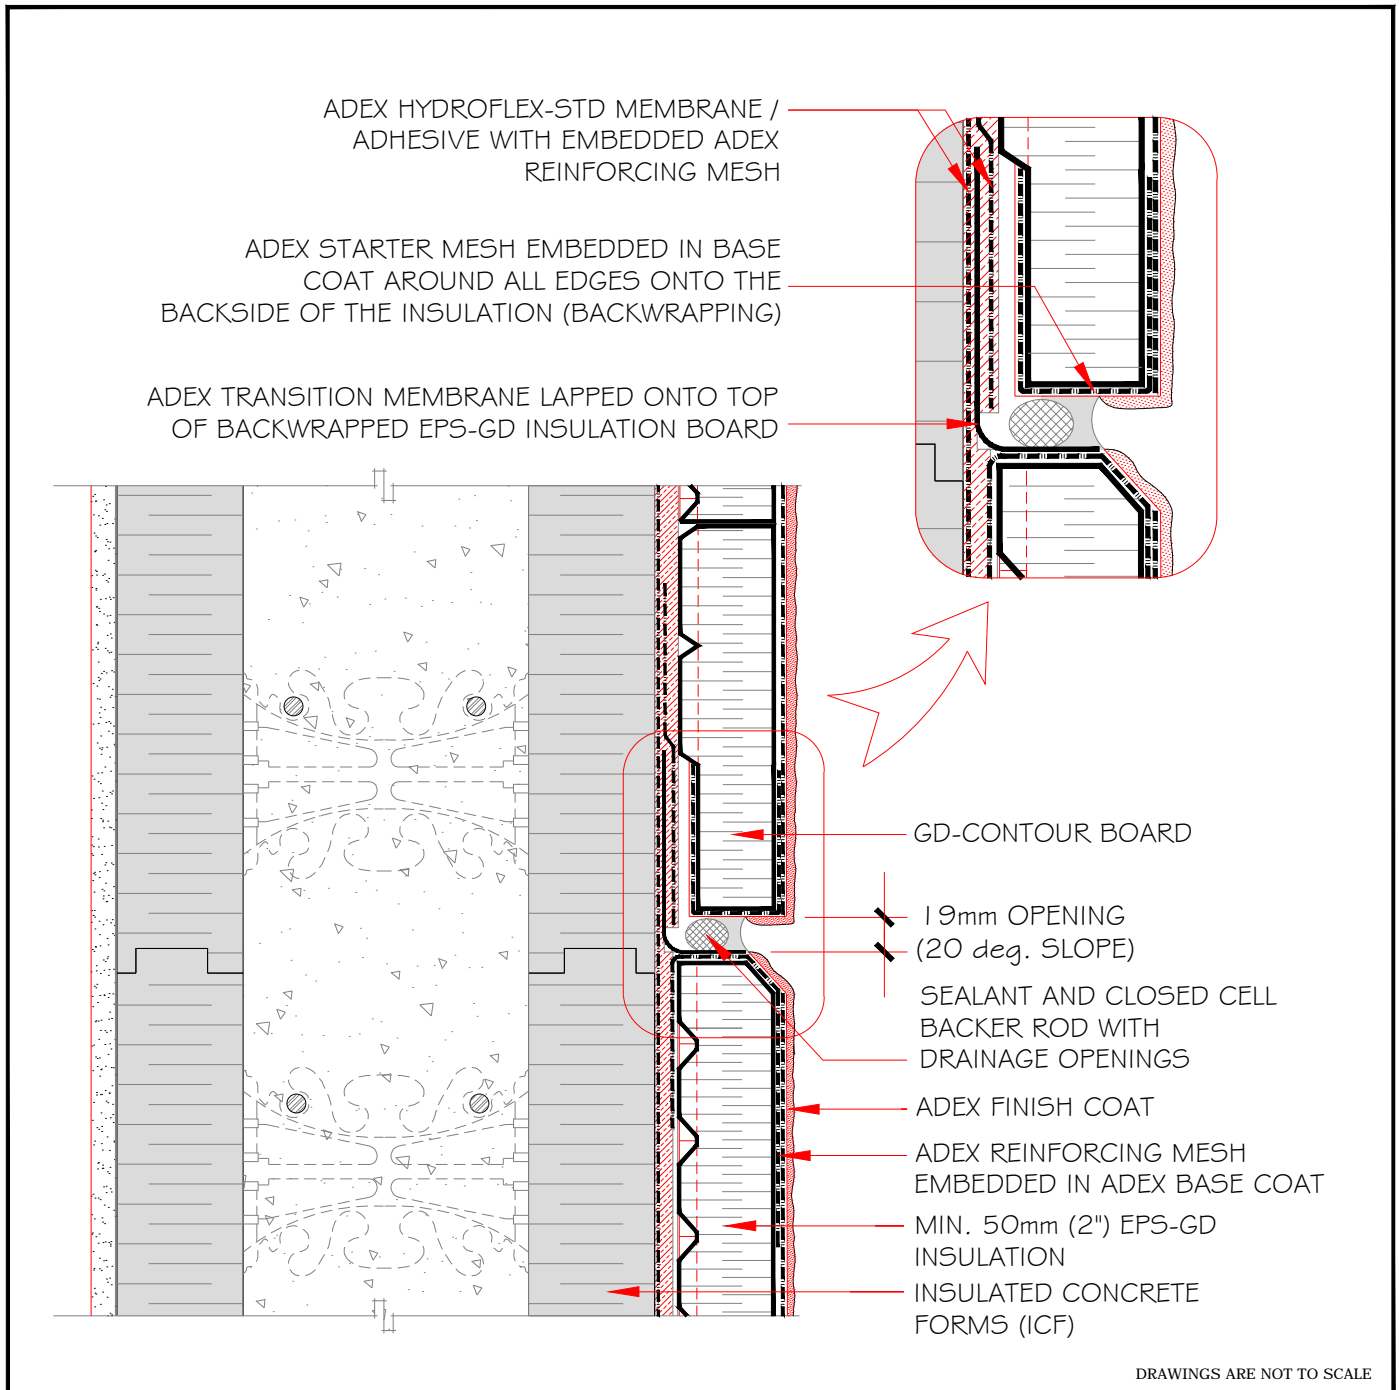 ADEX HYDROFLEX-STD MEMBRANE /
ADHESIVE WITH EMBEDDED ADEX
REINFORCING MESH
ADEX STARTER MESH EMBEDDED IN BASE
COAT AROUND ALL EDGES ONTO THE
BACKSIDE OF THE INSULATION (BACKWRAPPING)
ADEX TRANSITION MEMBRANE LAPPED ONTO TOP
OF BACKWRAPPED EPS-GD INSULATION BOARD
GD-CONTOUR BOARD
19mm OPENING
(20 deg. SLOPE)
SEALANT AND CLOSED CELL
BACKER ROD WITH
DRAINAGE OPENINGS
ADEX FINISH COAT
ADEX REINFORCING MESH
EMBEDDED IN ADEX BASE COAT
MIN. 50mm (2") EPS-GD
INSULATION
INSULATED CONCRETE
FORMS (ICF)
DRAWINGS ARE NOT TO SCALE